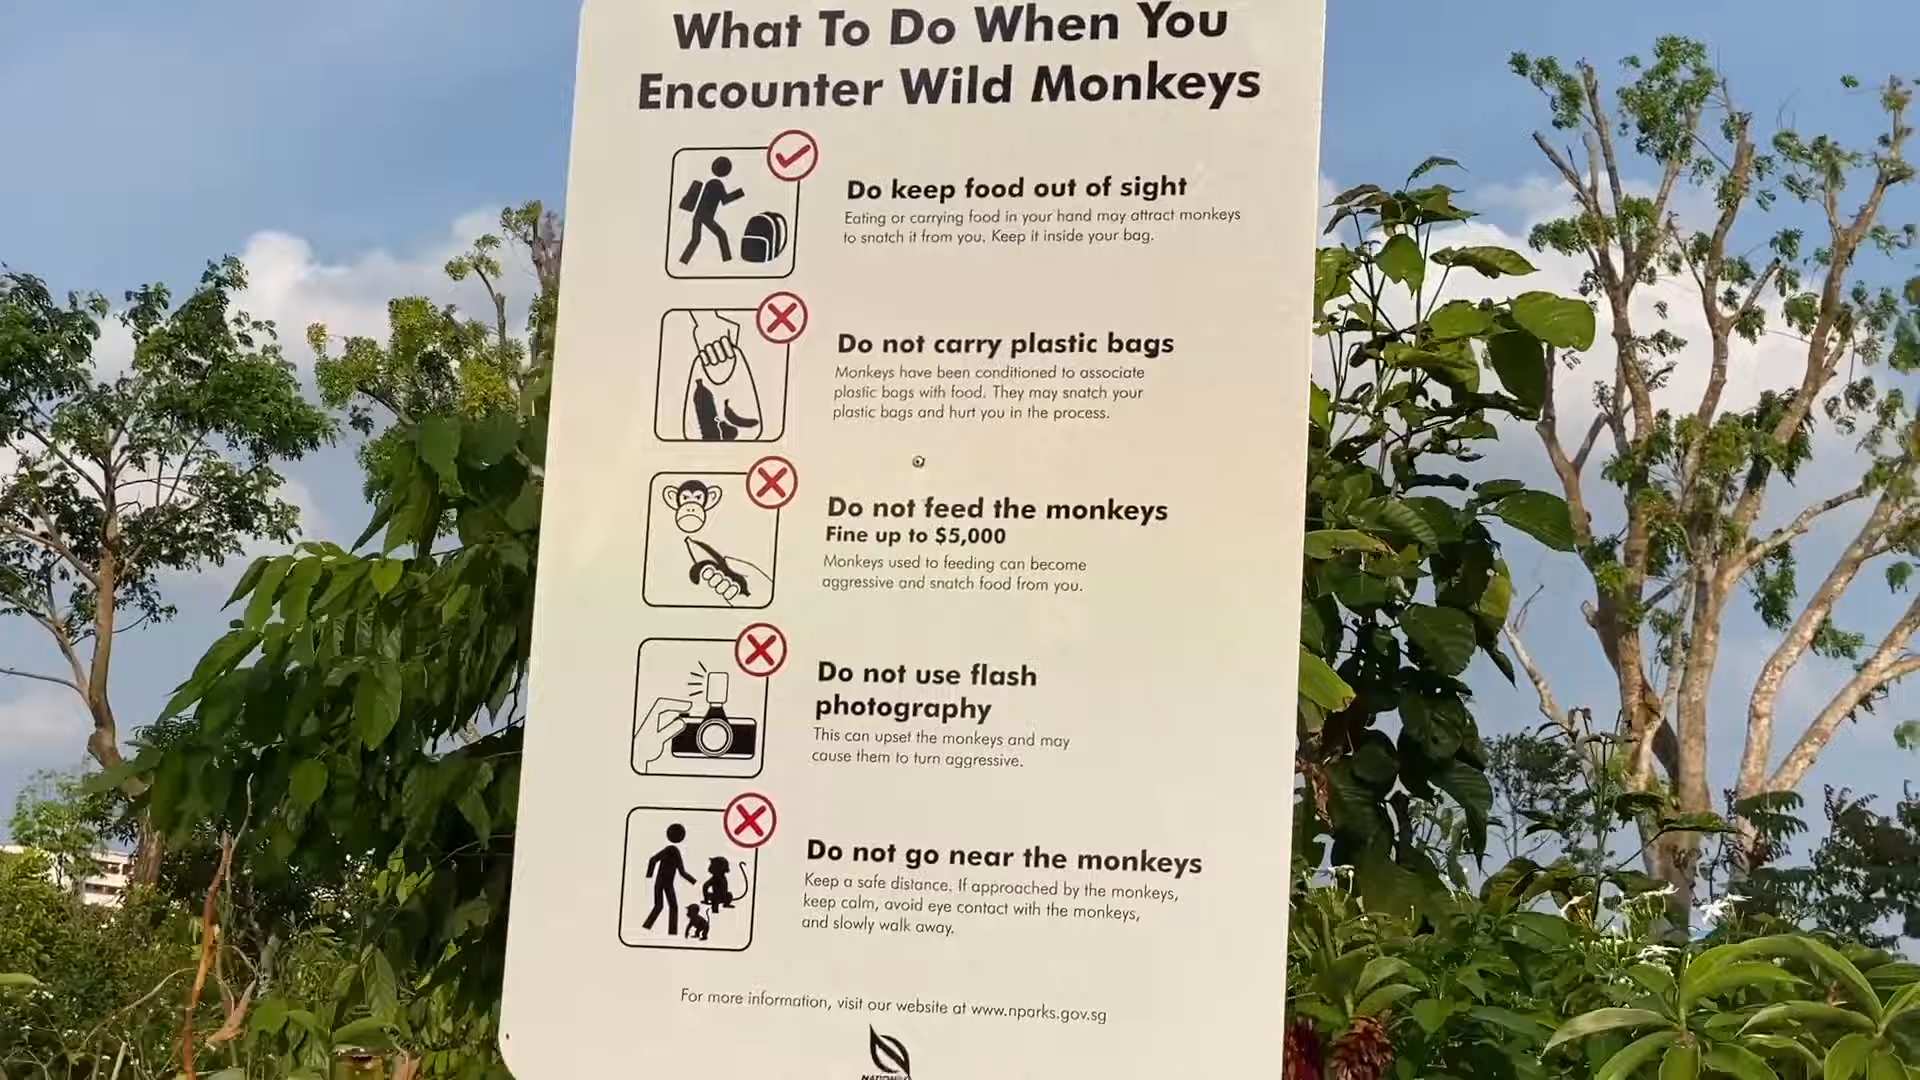 What To Do When You
Encounter Wild Monkeys
Do keep food out of sight
Eating or carrying food in your hand may attract monkeys
to snatch it from you. Keep it inside your bag.
Do not carry plastic bags
Monkeys have been conditioned to associate
plastic bags with food. They may snatch your
plastic bags and hurt you in the process.
Do not feed the monkeys
Fine up to $5,000
Monkeys used to feeding can become
aggressive and snatch food from you.
Do not use flash
photography
This can upset the monkeys and may
cause them to turn aggressive.
Do not go near the monkeys
Keep a safe distance. If approached by the monkeys,
keep calm, avoid eye contact with the monkeys,
and slowly walk away.
For more information, visit our website at www.nparks.gov.sg